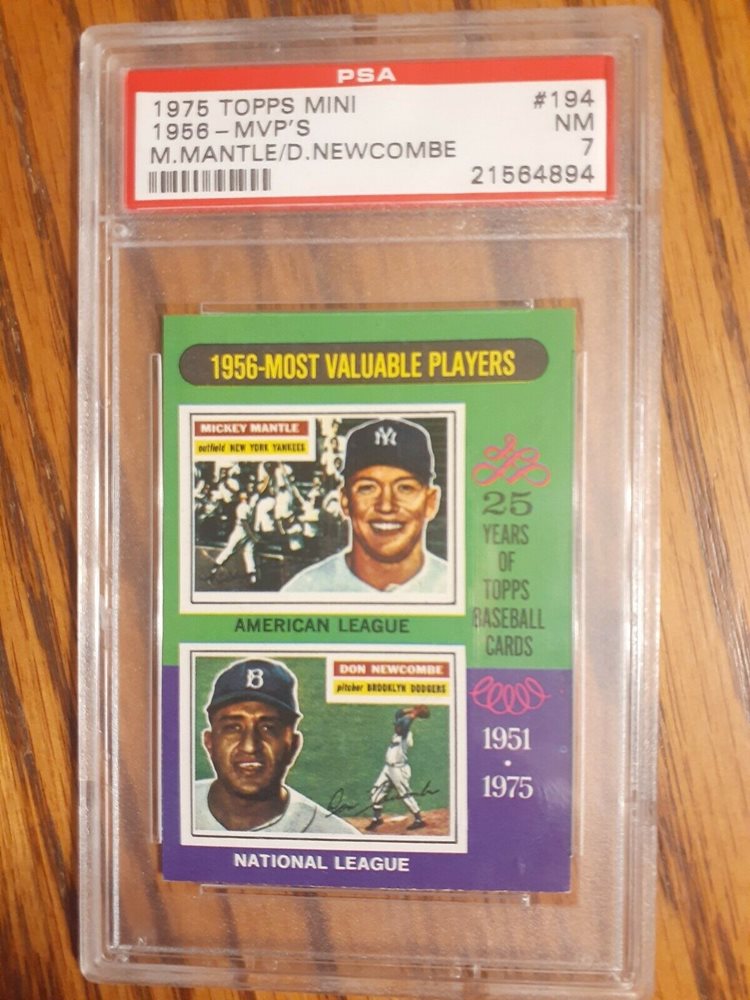 PSA
1975 TOPPS MINI #194
1956 - MVP'S NM
M.MANTLE/D.NEWCOMBE 7
21564894
1956-MOST VALUABLE PLAYERS
MICKEY MANTLE
outfield NEW YORK YANKEES
NY
AMERICAN LEAGUE
25
YEARS
OF
TOPPS
BASEBALL
CARDS
DON NEWCOMBE
pitcher BROOKLYN DODGERS
B
NATIONAL LEAGUE
1951
•
1975